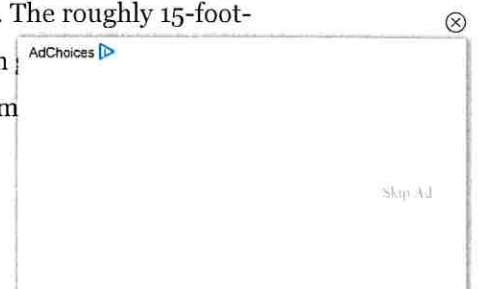 . The roughly 15-foot-
AdChoices
m
Skip Ad